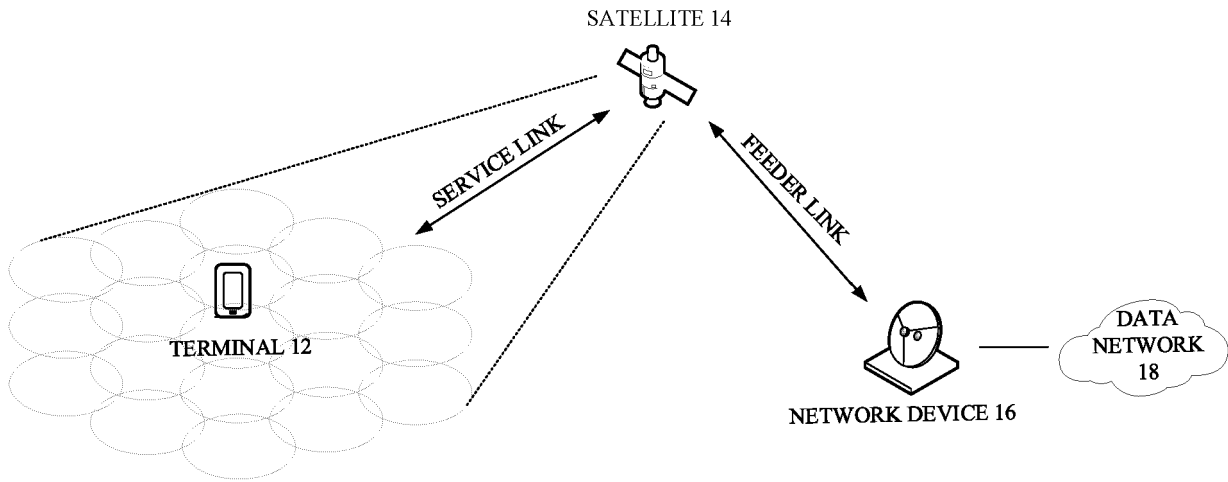 SATELLITE 14
SERVICE LINK
FEEDER LINK
TERMINAL 12
DATA
NETWORK
18
NETWORK DEVICE 16